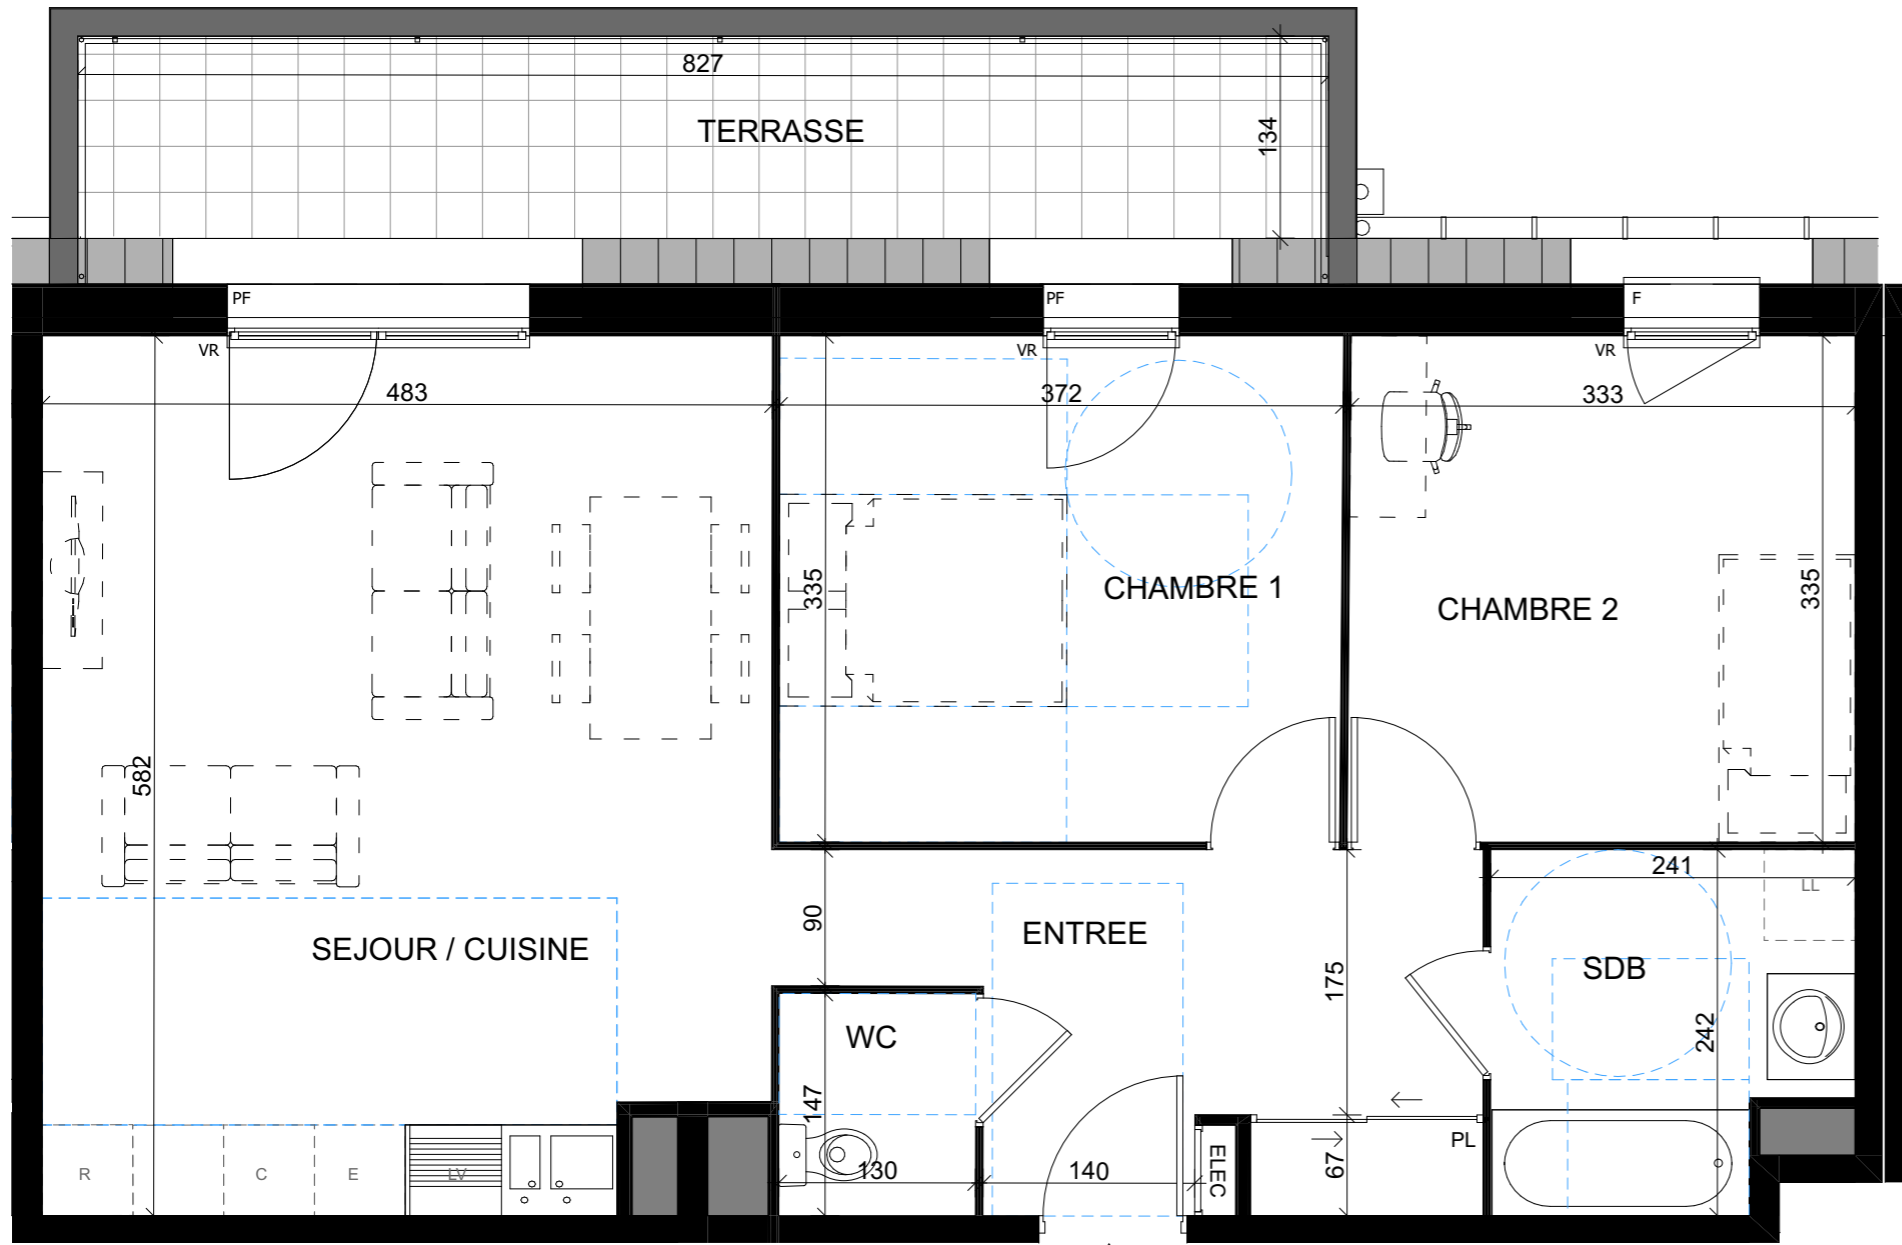 827
TERRASSE
134
PF
PF
F
VR
VR
VR
483
372
333
335
CHAMBRE 1
335
CHAMBRE 2
582
241
LL
90
ENTREE
SEJOUR / CUISINE
175
SDB
WC
242
147
PL
R
C
E
LV
130
140
ELEC
67